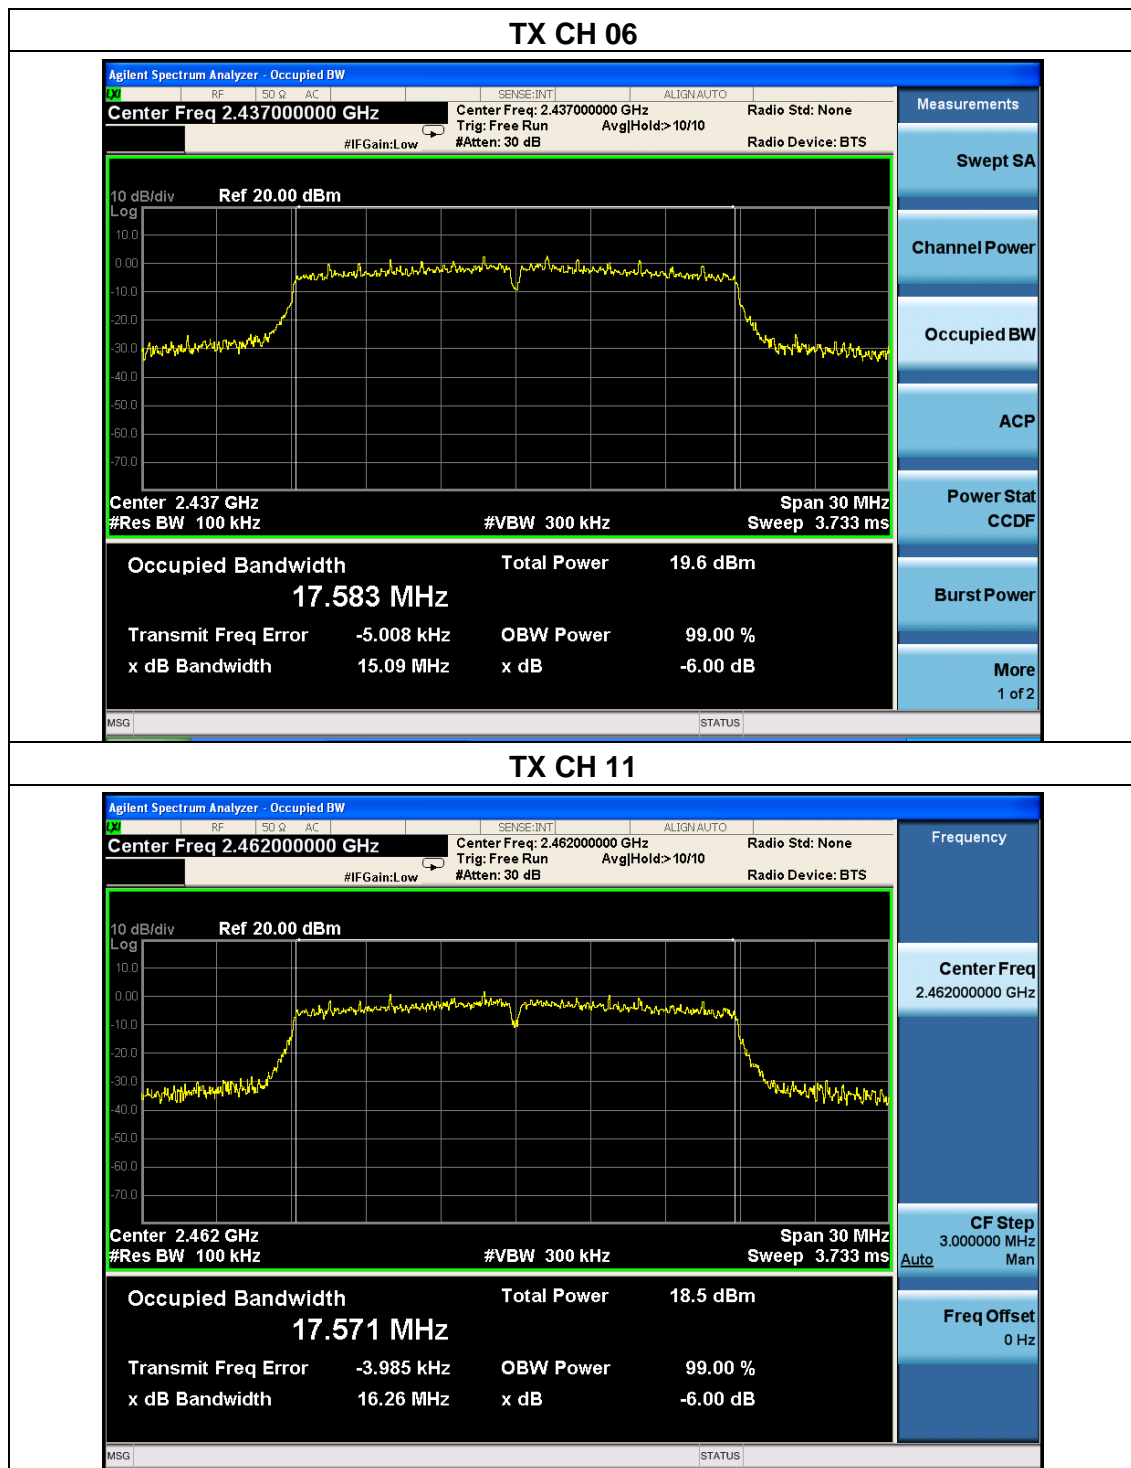 TX CH 06
Agilent Spectrum Analyzer - Occupied BW
LXI RF 50 Ω AC SENSE:INT ALIGN AUTO
Center Freq 2.437000000 GHz
Center Freq: 2.437000000 GHz
Radio Std: None
Trig: Free Run Avg|Hold:>10/10
#IFGain:Low #Atten: 30 dB Radio Device: BTS
10 dB/div Ref 20.00 dBm
Log
10.0
0.00
-10.0
-20.0
-30.0
-40.0
-50.0
-60.0
-70.0
Center 2.437 GHz Span 30 MHz
#Res BW 100 kHz #VBW 300 kHz Sweep 3.733 ms
Occupied Bandwidth Total Power 19.6 dBm
17.583 MHz
Transmit Freq Error -5.008 kHz OBW Power 99.00 %
x dB Bandwidth 15.09 MHz x dB -6.00 dB
MSG STATUS
Measurements
Swept SA
Channel Power
Occupied BW
ACP
Power Stat
CCDF
Burst Power
More
1 of 2
TX CH 11
Agilent Spectrum Analyzer - Occupied BW
LXI RF 50 Ω AC SENSE:INT ALIGN AUTO
Center Freq 2.462000000 GHz
Center Freq: 2.462000000 GHz
Radio Std: None
Trig: Free Run Avg|Hold:>10/10
#IFGain:Low #Atten: 30 dB Radio Device: BTS
10 dB/div Ref 20.00 dBm
Log
10.0
0.00
-10.0
-20.0
-30.0
-40.0
-50.0
-60.0
-70.0
Center 2.462 GHz Span 30 MHz
#Res BW 100 kHz #VBW 300 kHz Sweep 3.733 ms
Occupied Bandwidth Total Power 18.5 dBm
17.571 MHz
Transmit Freq Error -3.985 kHz OBW Power 99.00 %
x dB Bandwidth 16.26 MHz x dB -6.00 dB
MSG STATUS
Frequency
Center Freq
2.462000000 GHz
CF Step
3.000000 MHz
Auto Man
Freq Offset
0 Hz